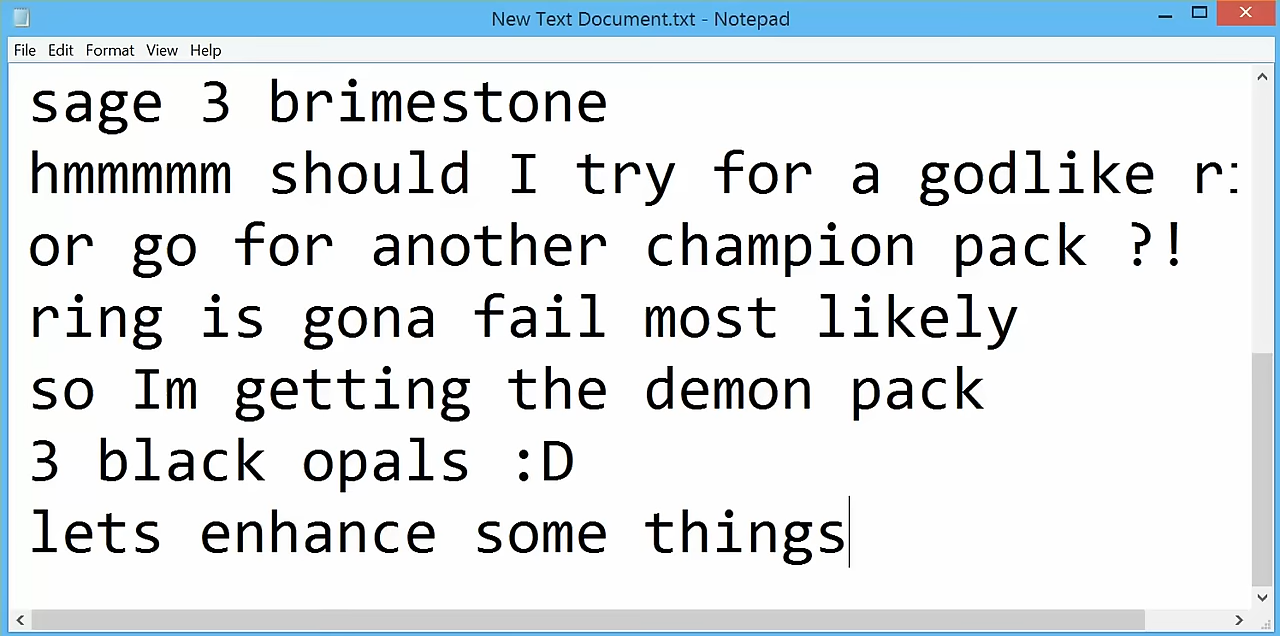 New Text Document.txt - Notepad
File Edit Format View Help
sage 3 brimestone
hmmmmm should I try for a godlike
or go for another champion pack ?!
ring is gona fail most likely
so Im getting the demon pack
3 black opals :D
lets enhance some things